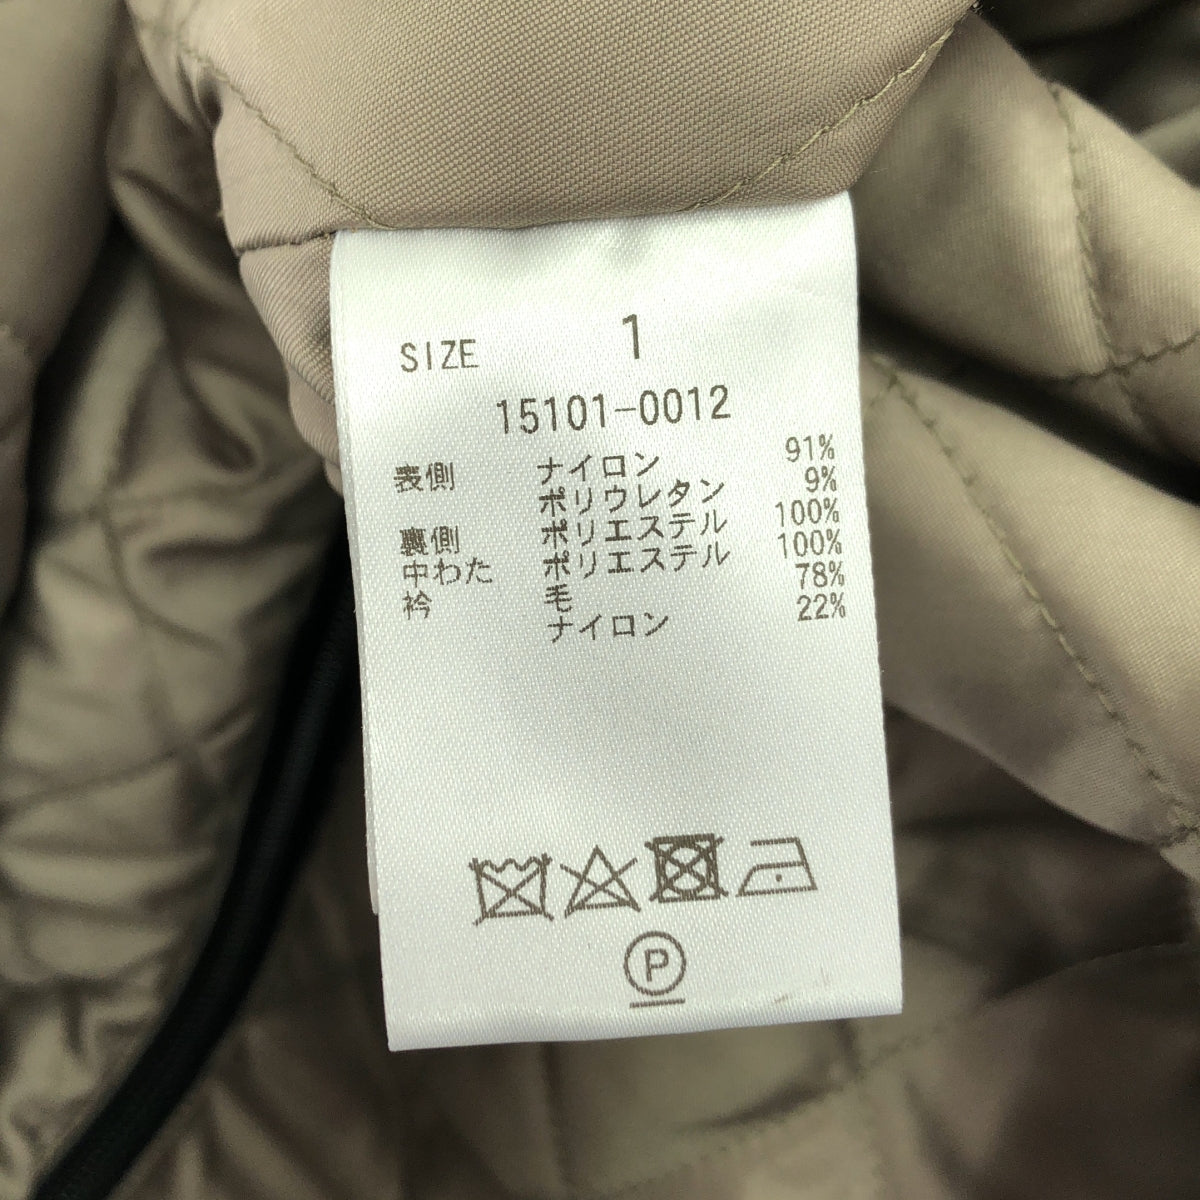 SIZE 1
15101-0012
表側 ナイロン 91%
ポリウレタン 9%
裏側 ポリエステル 100%
中わた ポリエステル 100%
衿 毛 78%
ナイロン 22%
P